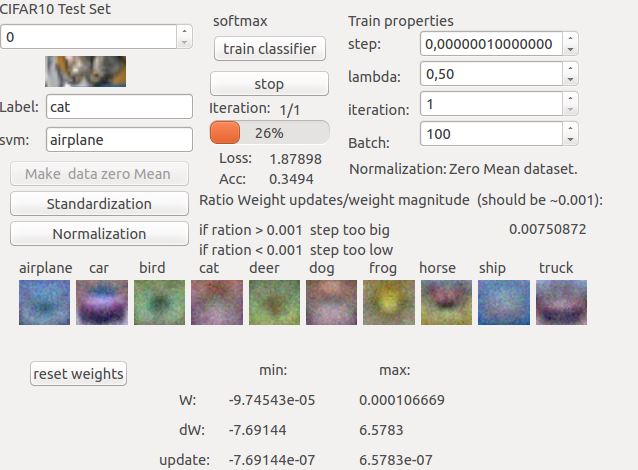 CIFAR10 Test Set
0
Label: cat
svm: airplane
Make data zero Mean
Standardization
Normalization
softmax
train classifier
stop
Iteration: 1/1
26%
Loss: 1.87898
Acc: 0.3494
Train properties
step: 0,00000010000000
lambda: 0,50
iteration: 1
Batch: 100
Normalization: Zero Mean dataset.
Ratio Weight updates/weight magnitude (should be ~0.001):
if ration > 0.001 step too big 0.00750872
if ration < 0.001 step too low
airplane car bird cat deer dog frog horse ship truck
reset weights
min: max:
W: -9.74543e-05 0.000106669
dW: -7.69144 6.5783
update: -7.69144e-07 6.5783e-07